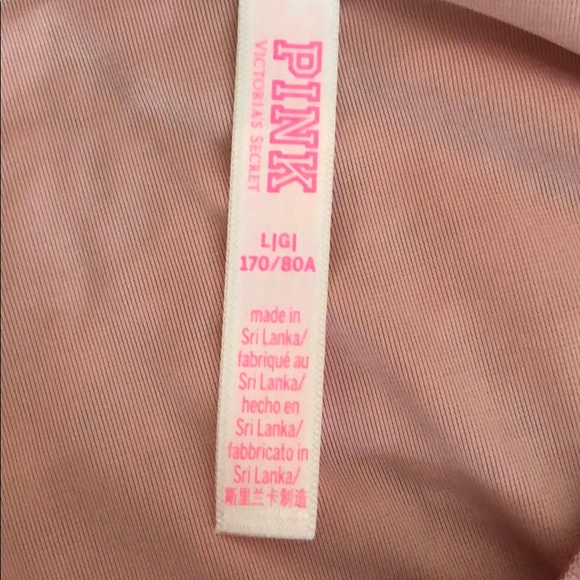 PINK
VICTORIA'S SECRET
L|G|
170/80A
made in
Sri Lanka/
fabriqué au
Sri Lanka/
hecho en
Sri Lanka/
fabbricato in
Sri Lanka/
斯里兰卡制造